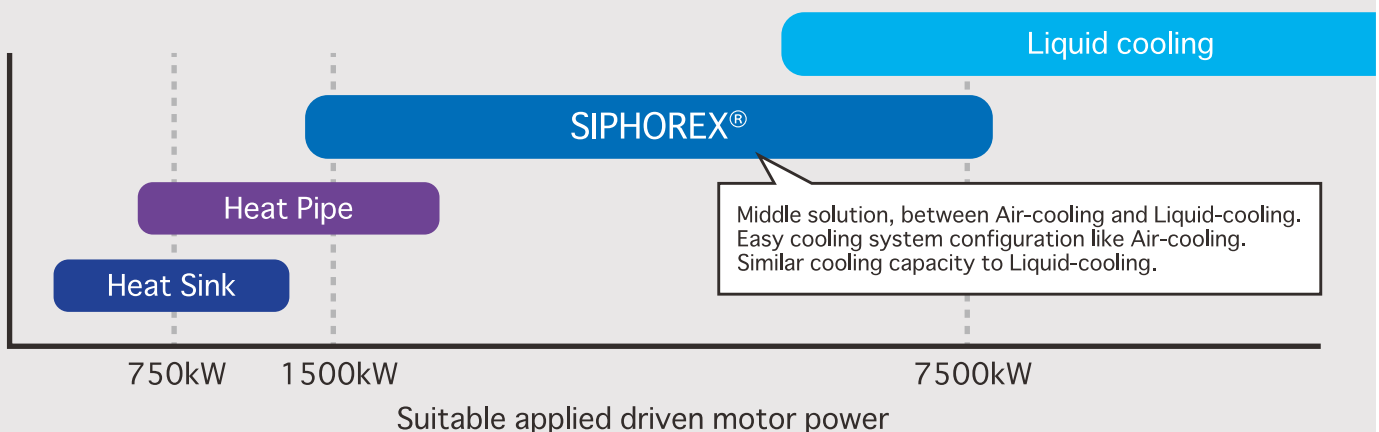 Liquid cooling
SIPHOREX®
Heat Pipe
Middle solution, between Air-cooling and Liquid-cooling.
Easy cooling system configuration like Air-cooling.
Similar cooling capacity to Liquid-cooling.
Heat Sink
750kW
1500kW
7500kW
Suitable applied driven motor power